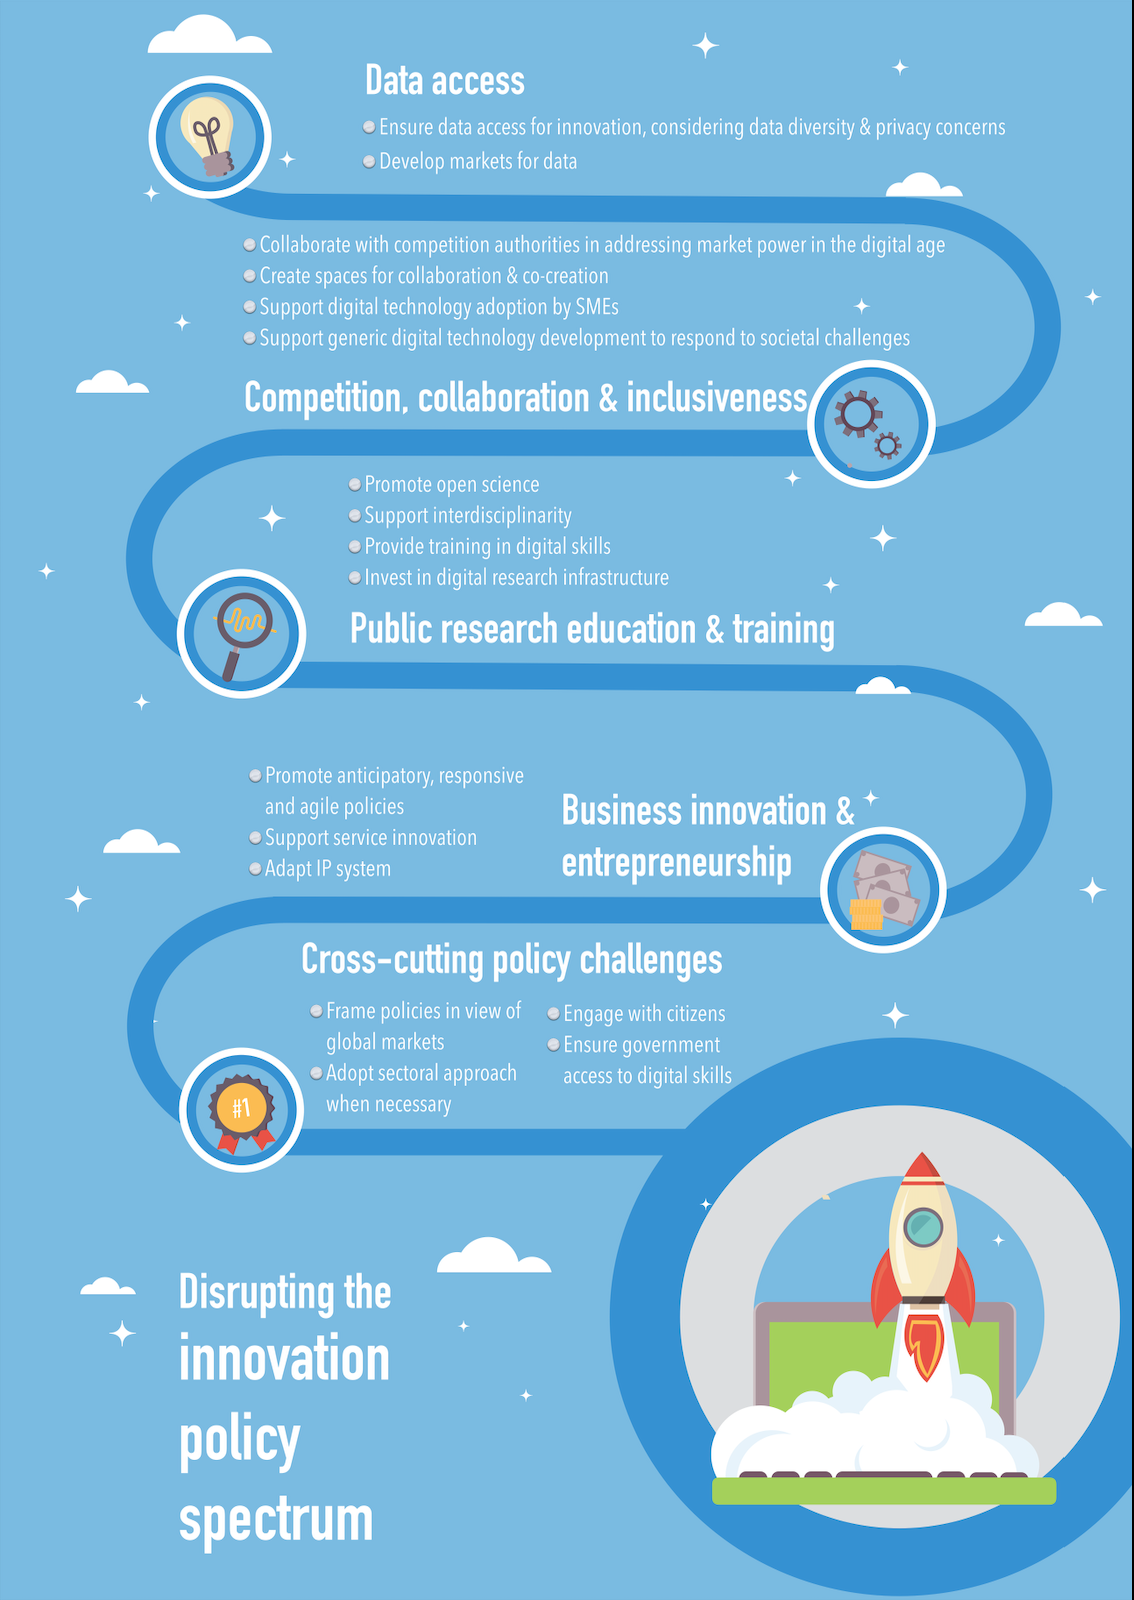 Data access
Ensure data access for innovation, considering data diversity & privacy concerns
Develop markets for data
Collaborate with competition authorities in addressing market power in the digital age
Create spaces for collaboration & co-creation
Support digital technology adoption by SMEs
Support generic digital technology development to respond to societal challenges
Competition, collaboration & inclusiveness
Promote open science
Support interdisciplinarity
Provide training in digital skills
Invest in digital research infrastructure
Public research education & training
Promote anticipatory, responsive
and agile policies
Support service innovation
Adapt IP system
Business innovation &
entrepreneurship
Cross-cutting policy challenges
Frame policies in view of
global markets
Adopt sectoral approach
when necessary
Engage with citizens
Ensure government
access to digital skills
#1
Disrupting the
innovation
policy
spectrum